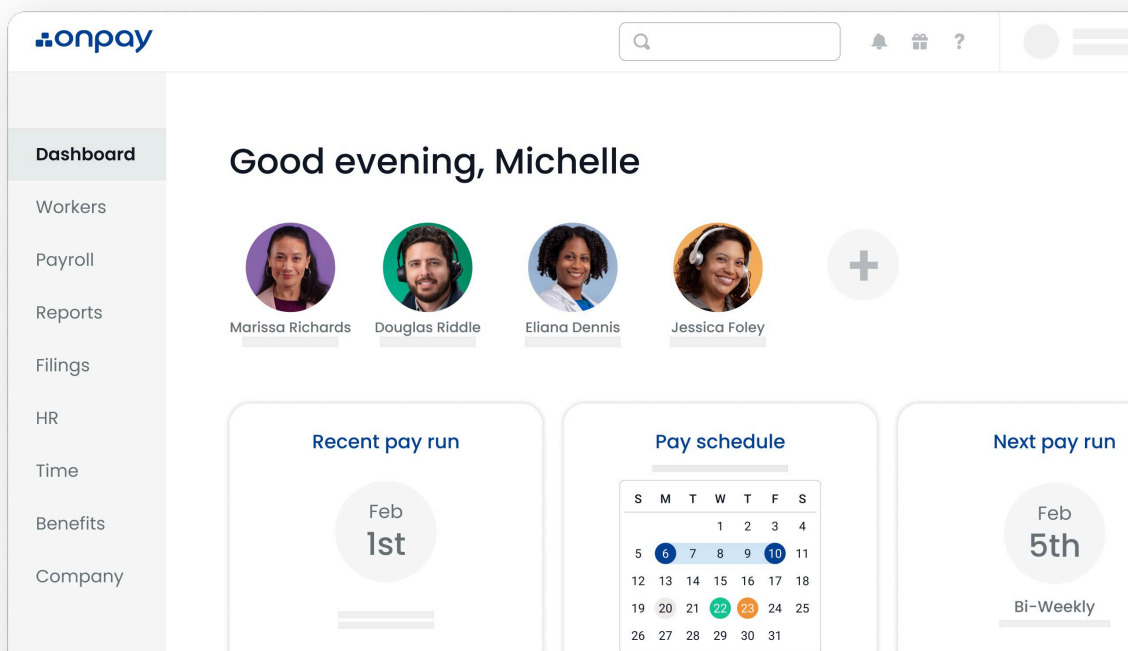 onpay
?
Dashboard
Workers
Payroll
Reports
Filings
HR
Time
Benefits
Company
Good evening, Michelle
Marissa Richards
Douglas Riddle
Eliana Dennis
Jessica Foley
Recent pay run
Feb
1st
Pay schedule
S M T W T F S
1 2 3 4
5 6 7 8 9 10 11
12 13 14 15 16 17 18
19 20 21 22 23 24 25
26 27 28 29 30 31
Next pay run
Feb
5th
Bi-Weekly